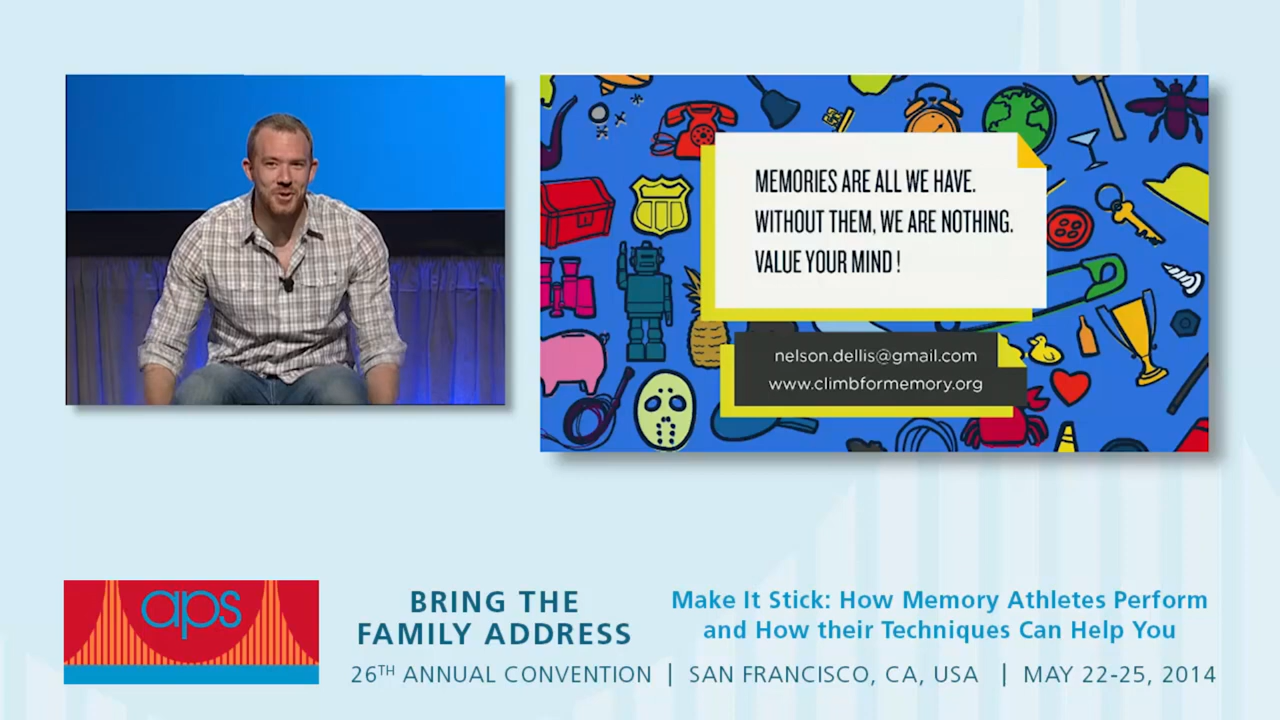 MEMORIES ARE ALL WE HAVE.
WITHOUT THEM, WE ARE NOTHING.
VALUE YOUR MIND !
nelson.dellis@gmail.com
www.climbformemory.org
aps
BRING THE
FAMILY ADDRESS
Make It Stick: How Memory Athletes Perform
and How their Techniques Can Help You
26TH ANNUAL CONVENTION | SAN FRANCISCO, CA, USA | MAY 22-25, 2014